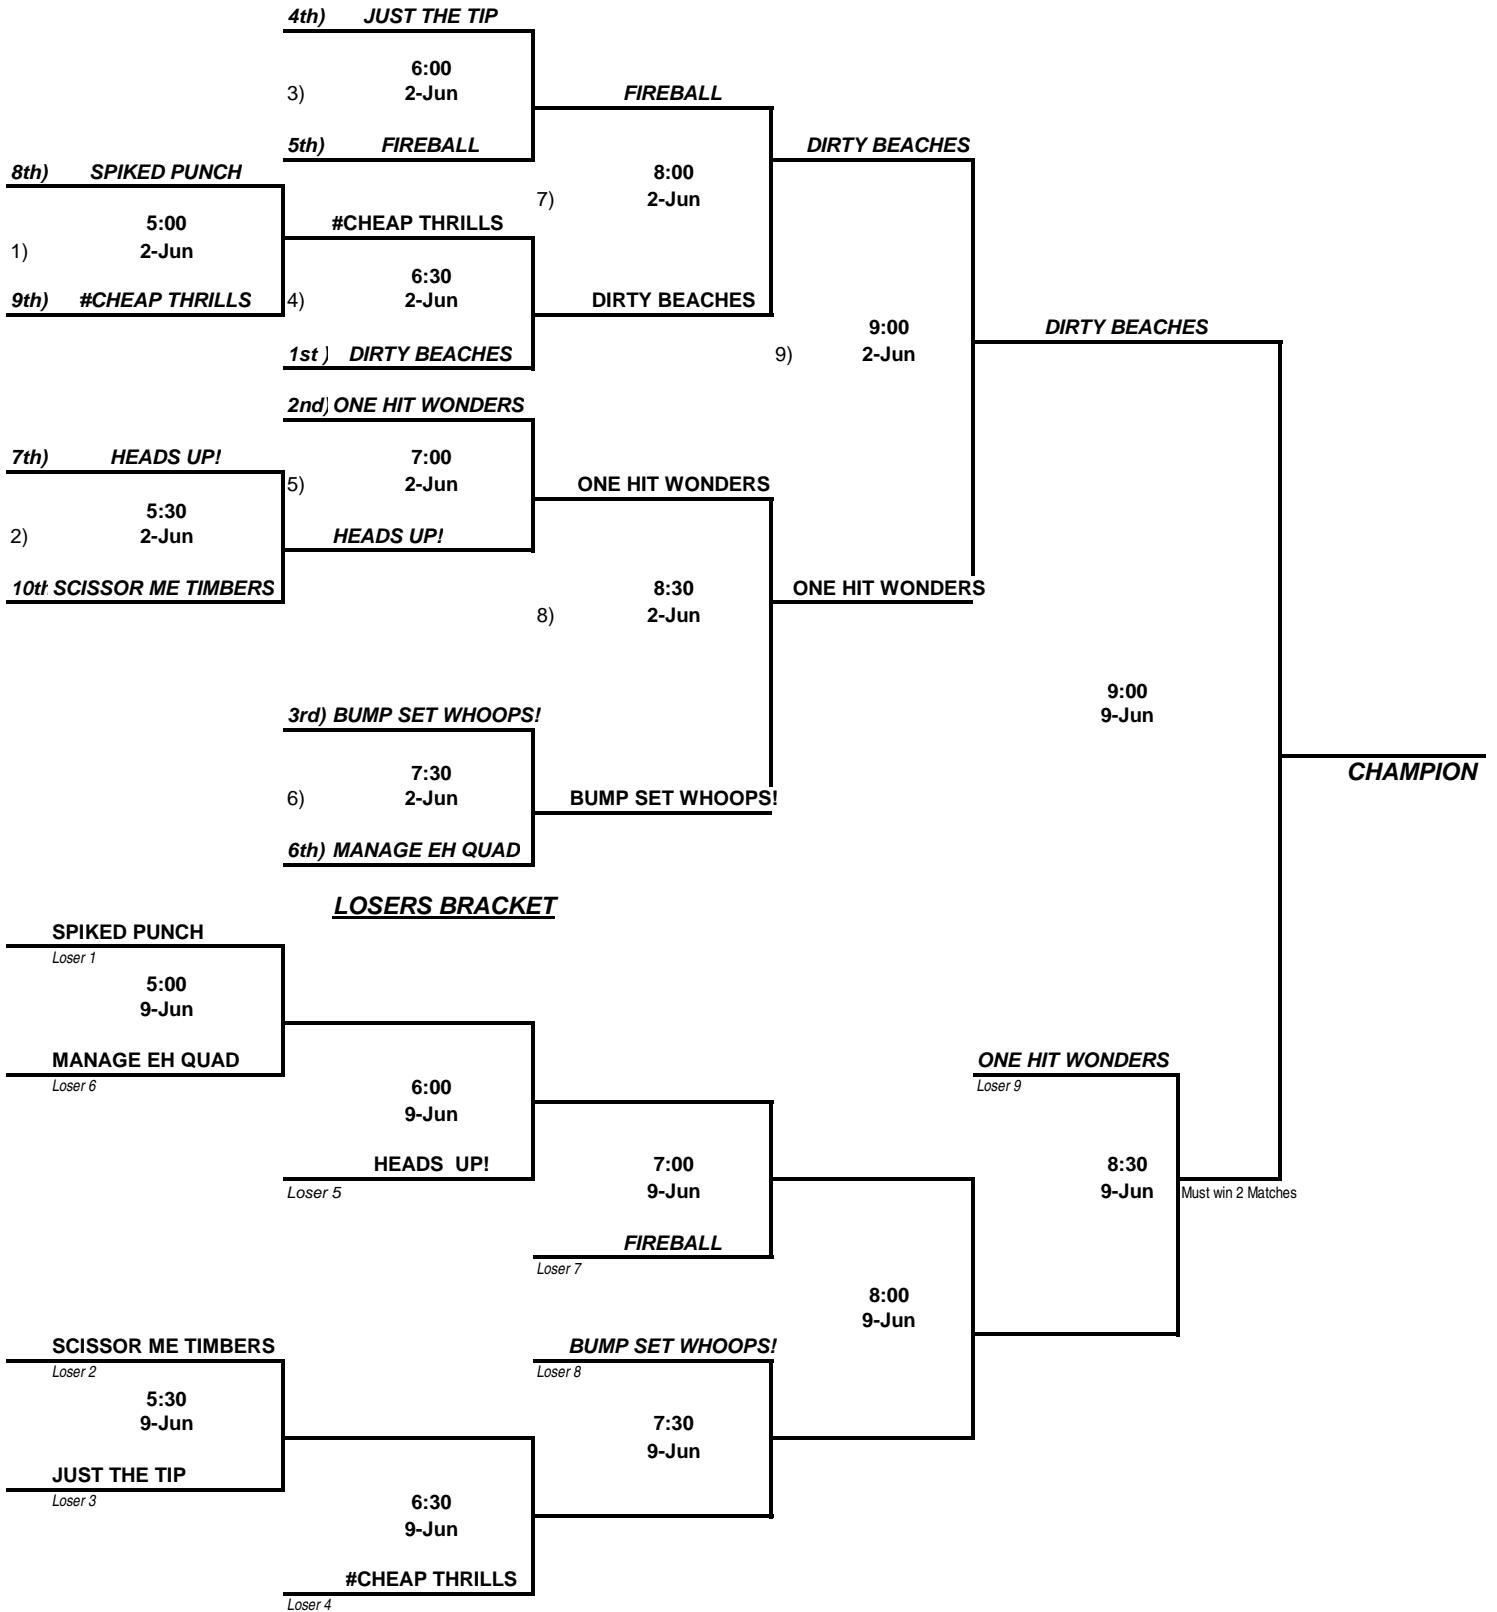 4th) JUST THE TIP
6:00
3) 2-Jun FIREBALL
5th) FIREBALL DIRTY BEACHES
8th) SPIKED PUNCH 8:00
7) 2-Jun
5:00 #CHEAP THRILLS
1) 2-Jun
6:30
9th) #CHEAP THRILLS 4) 2-Jun DIRTY BEACHES
9:00 DIRTY BEACHES
1st ) DIRTY BEACHES 9) 2-Jun
2nd) ONE HIT WONDERS
7th) HEADS UP! 7:00
5) 2-Jun ONE HIT WONDERS
5:30
2) 2-Jun HEADS UP!
10th SCISSOR ME TIMBERS 8:30 ONE HIT WONDERS
8) 2-Jun
9:00
3rd) BUMP SET WHOOPS! 9-Jun
7:30 CHAMPION
6) 2-Jun BUMP SET WHOOPS!
6th) MANAGE EH QUAD
LOSERS BRACKET
SPIKED PUNCH
Loser 1
5:00
9-Jun
MANAGE EH QUAD ONE HIT WONDERS
Loser 6 6:00 Loser 9
9-Jun
HEADS UP! 7:00 8:30
Loser 5 9-Jun 9-Jun Must win 2 Matches
FIREBALL
Loser 7
8:00
9-Jun
SCISSOR ME TIMBERS BUMP SET WHOOPS!
Loser 2 Loser 8
5:30
9-Jun 7:30
9-Jun
JUST THE TIP
Loser 3 6:30
9-Jun
#CHEAP THRILLS
Loser 4